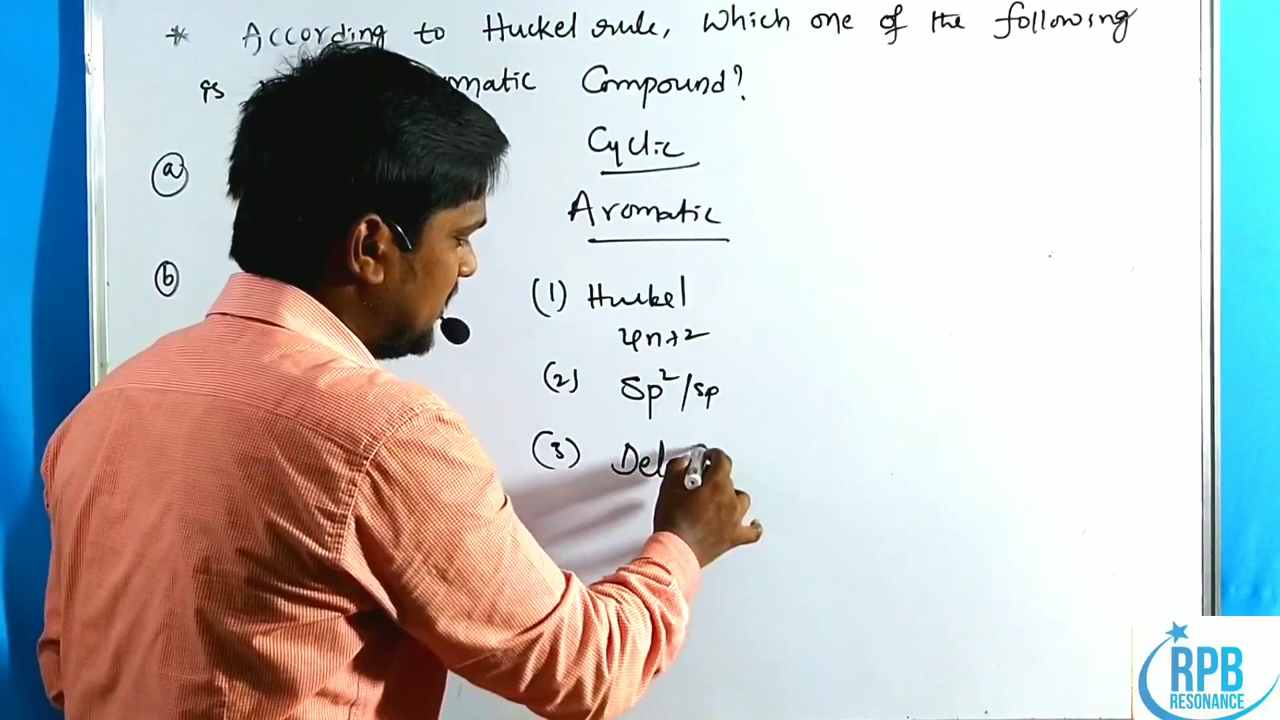 * According to Huckel rule, which one of the following
is matic Compound?
Cyclic
(a)
Aromatic
(b)
(1) Huckel
4n+2
(2) Sp²/sp
(3) Del
RPB
RESONANCE